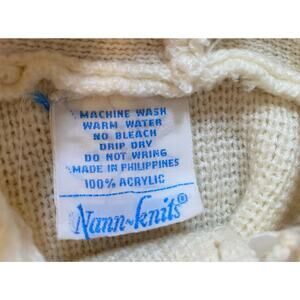 MACHINE WASH
WARM WATER
NO BLEACH
DRIP DRY
DO NOT WRING
MADE IN PHILIPPINES
100% ACRYLIC
Nann~knits®